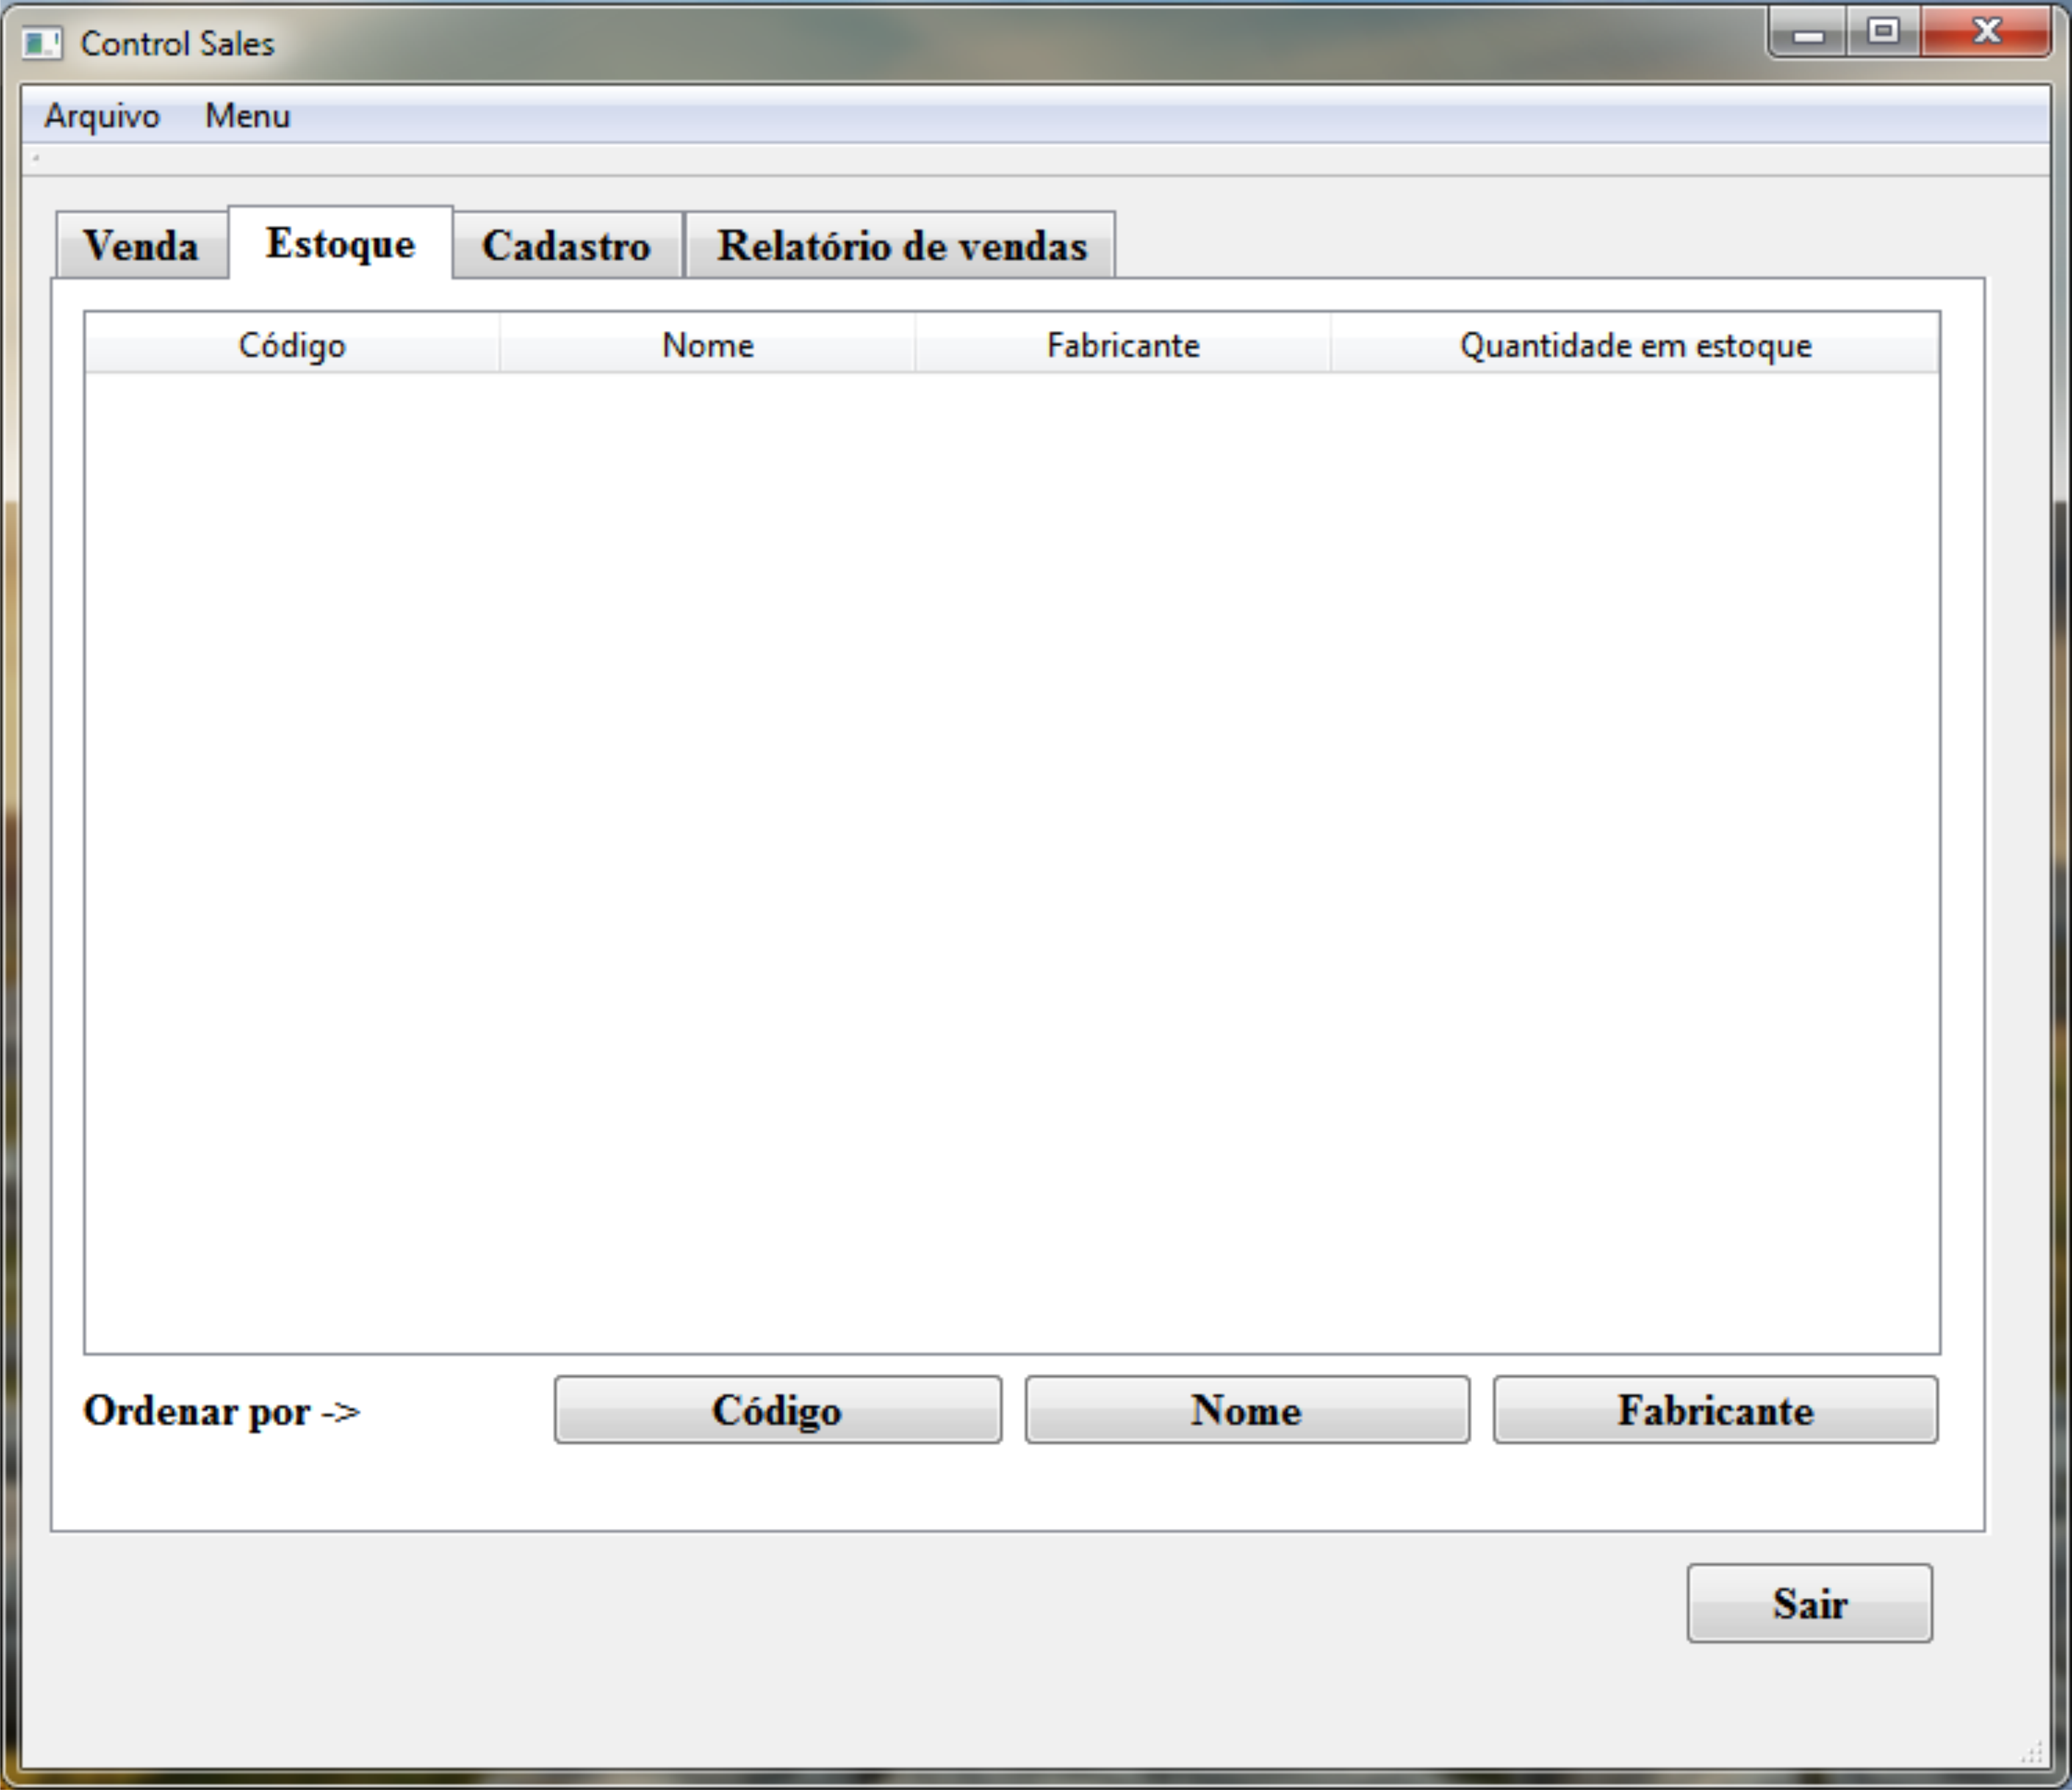 Control Sales
Arquivo Menu
Venda Estoque Cadastro Relatório de vendas
Código Nome Fabricante Quantidade em estoque
Ordenar por -> Código Nome Fabricante
Sair